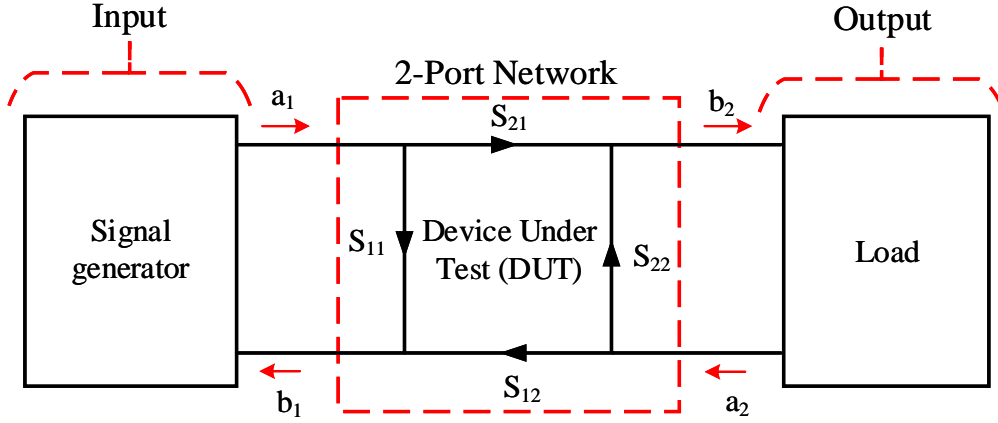 Input
Output
2-Port Network
a₁
b₂
S₂₁
Signal
generator
S₁₁
Device Under
Test (DUT)
S₂₂
Load
b₁
S₁₂
a₂